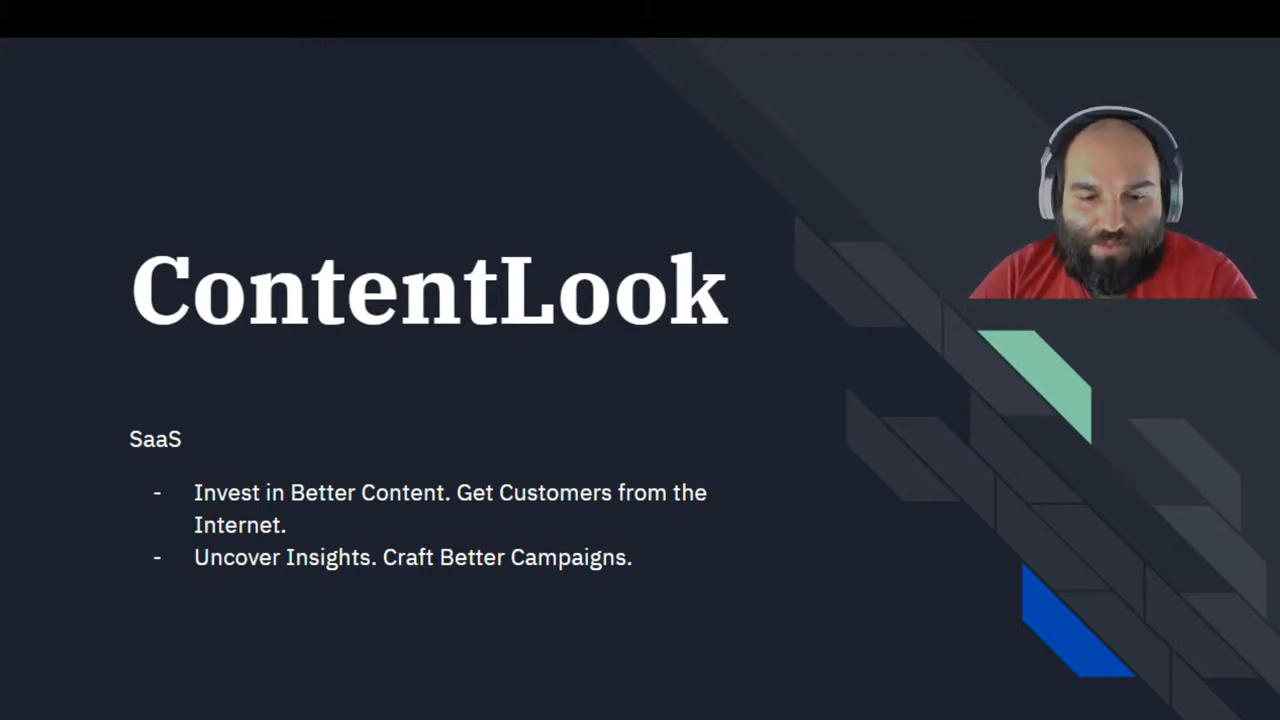 ContentLook
SaaS
- Invest in Better Content. Get Customers from the
Internet.
- Uncover Insights. Craft Better Campaigns.